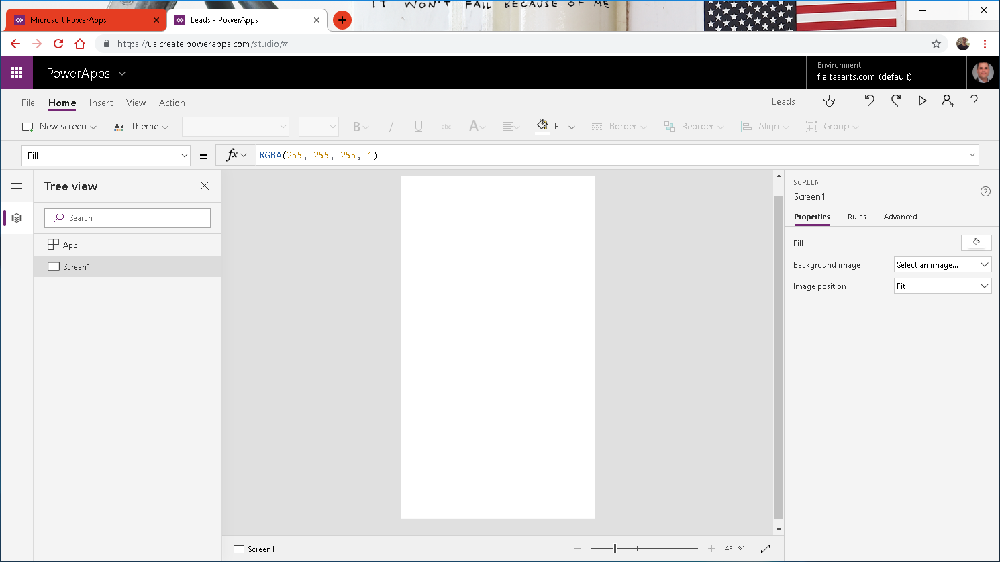 IT WON'T FAIL BECAUSE OF ME
Microsoft PowerApps
Leads - PowerApps
https://us.create.powerapps.com/studio/#
PowerApps
Environment
fleitasarts.com (default)
File Home Insert View Action
Leads
New screen Theme B / U abc A Fill Border Reorder Align Group
Fill = fx RGBA(255, 255, 255, 1)
Tree view
Search
App
Screen1
SCREEN
Screen1
Properties Rules Advanced
Fill
Background image Select an image...
Image position Fit
Screen1
45 %